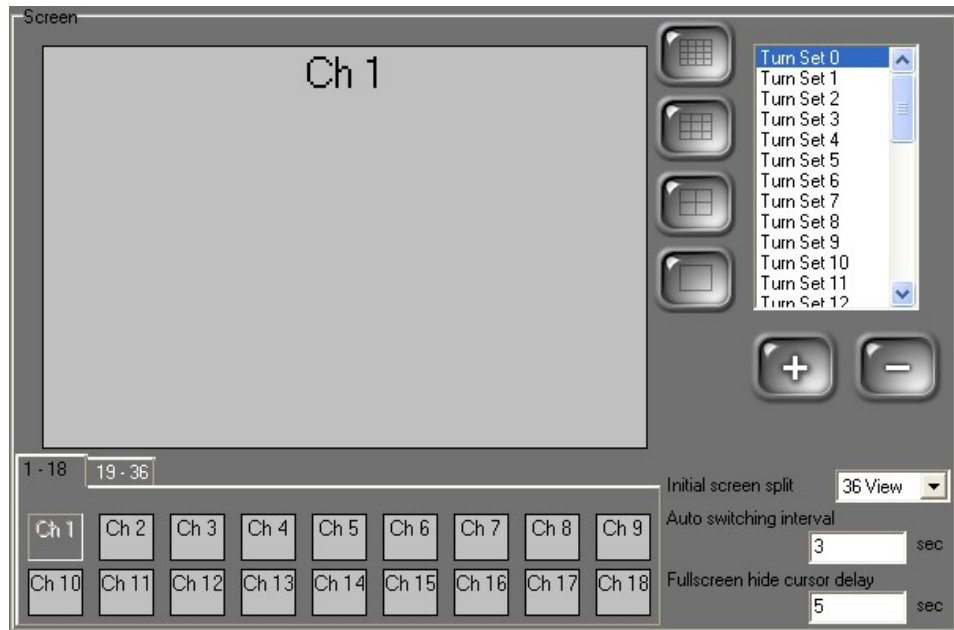 Screen
Ch 1
Turn Set 0
Turn Set 1
Turn Set 2
Turn Set 3
Turn Set 4
Turn Set 5
Turn Set 6
Turn Set 7
Turn Set 8
Turn Set 9
Turn Set 10
Turn Set 11
Turn Set 12
+ −
1 - 18 19 - 36
Ch 1 Ch 2 Ch 3 Ch 4 Ch 5 Ch 6 Ch 7 Ch 8 Ch 9
Ch 10 Ch 11 Ch 12 Ch 13 Ch 14 Ch 15 Ch 16 Ch 17 Ch 18
Initial screen split 36 View
Auto switching interval
3 sec
Fullscreen hide cursor delay
5 sec